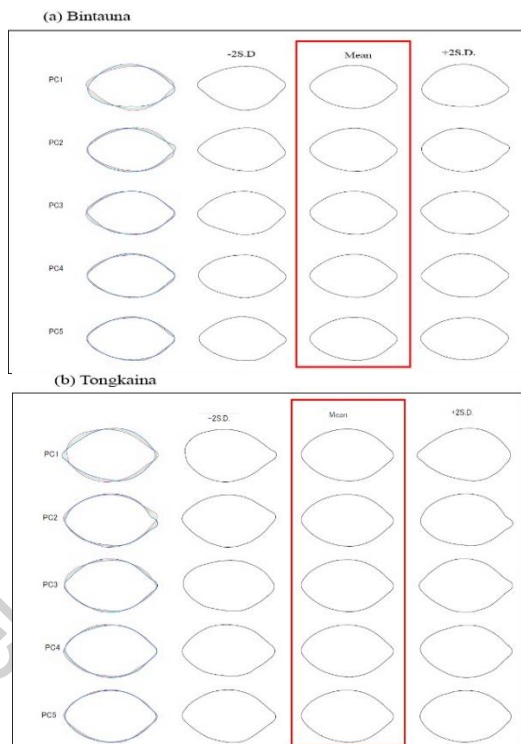 (a) Bintauna
-2S.D Mean +2S.D.
PC1
PC2
PC3
PC4
PC5
(b) Tongkaina
-2S.D. Mean +2S.D.
PC1
PC2
PC3
PC4
PC5